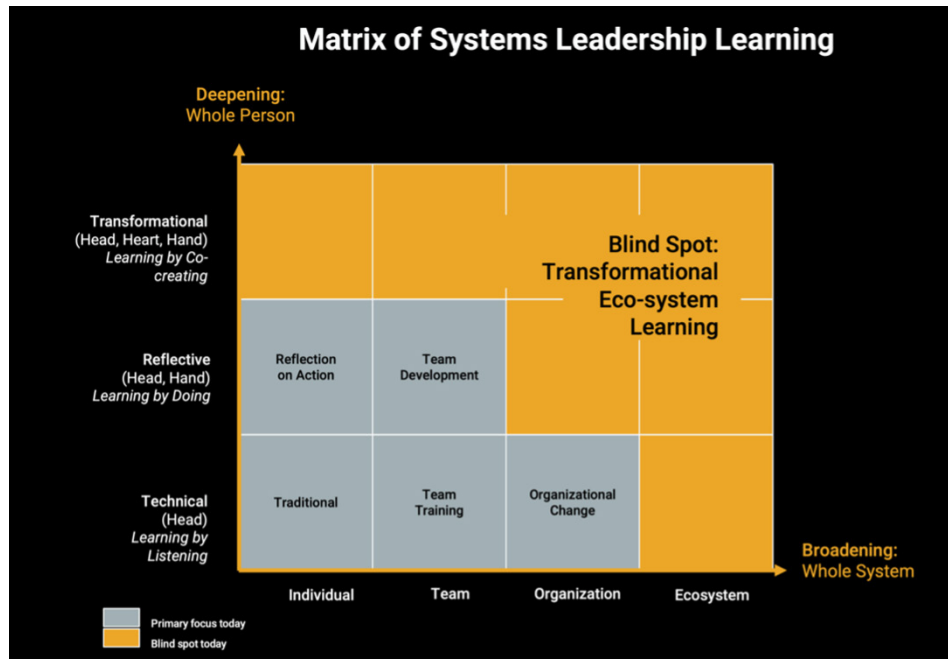 Matrix of Systems Leadership Learning
Deepening:
Whole Person
Transformational
(Head, Heart, Hand)
Learning by Co-
creating
Blind Spot:
Transformational
Eco-system
Learning
Reflective
(Head, Hand)
Learning by Doing
Reflection
on Action
Team
Development
Technical
(Head)
Learning by
Listening
Traditional
Team
Training
Organizational
Change
Broadening:
Whole System
Individual
Team
Organization
Ecosystem
Primary focus today
Blind spot today